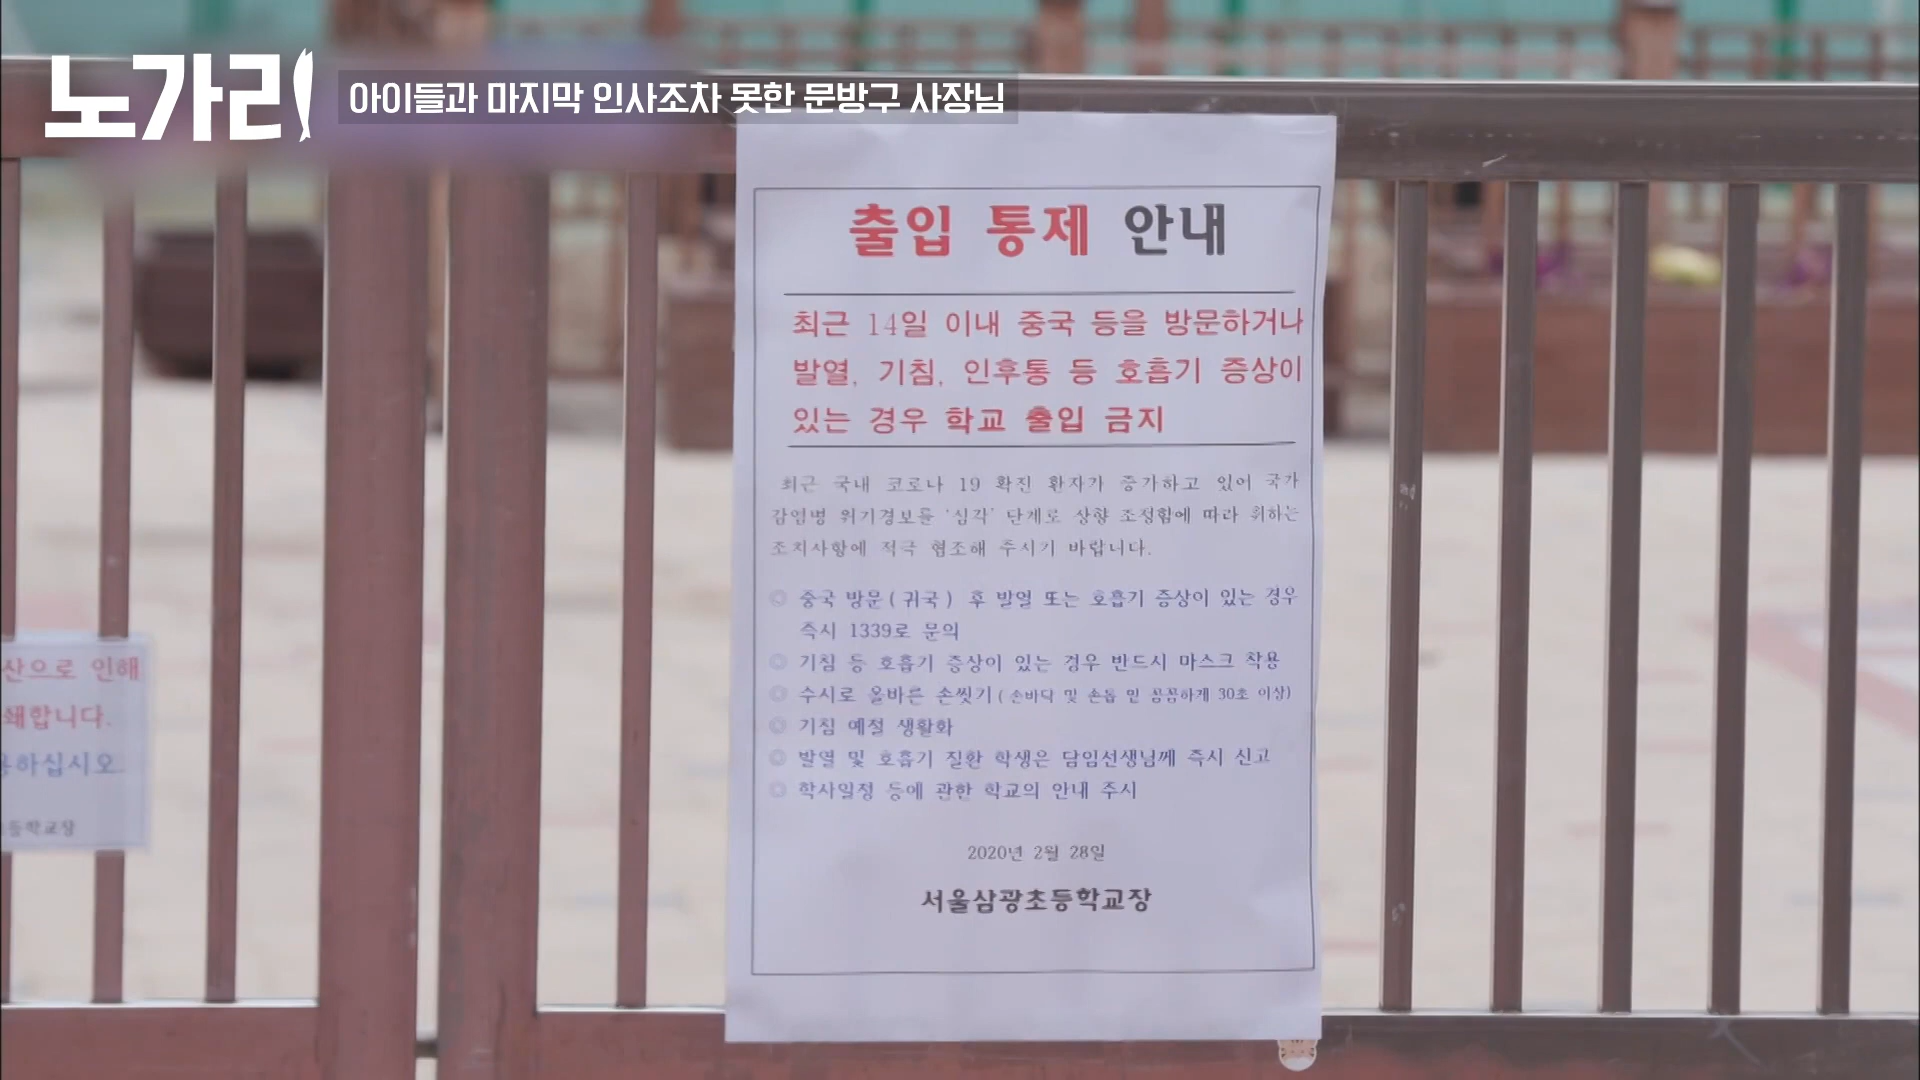 노가리
아이들과 마지막 인사조차 못한 문방구 사장님
출입 통제 안내
최근 14일 이내 중국 등을 방문하거나
발열, 기침, 인후통 등 호흡기 증상이
있는 경우 학교 출입 금지
최근 국내 코로나 19 확진 환자가 증가하고 있어 국가
감염병 위기경보를 '심각' 단계로 상향 조정함에 따라 취하는
조치사항에 적극 협조해 주시기 바랍니다.
◎ 중국 방문(귀국) 후 발열 또는 호흡기 증상이 있는 경우
즉시 1339로 문의
◎ 기침 등 호흡기 증상이 있는 경우 반드시 마스크 착용
◎ 수시로 올바른 손씻기(손바닥 및 손톱 밑 꼼꼼하게 30초 이상)
◎ 기침 예절 생활화
◎ 발열 및 호흡기 질환 학생은 담임선생님께 즉시 신고
◎ 학사일정 등에 관한 학교의 안내 주시
2020년 2월 28일
서울삼광초등학교장
산으로 인해
쇄합니다.
용하십시오.
초등학교장